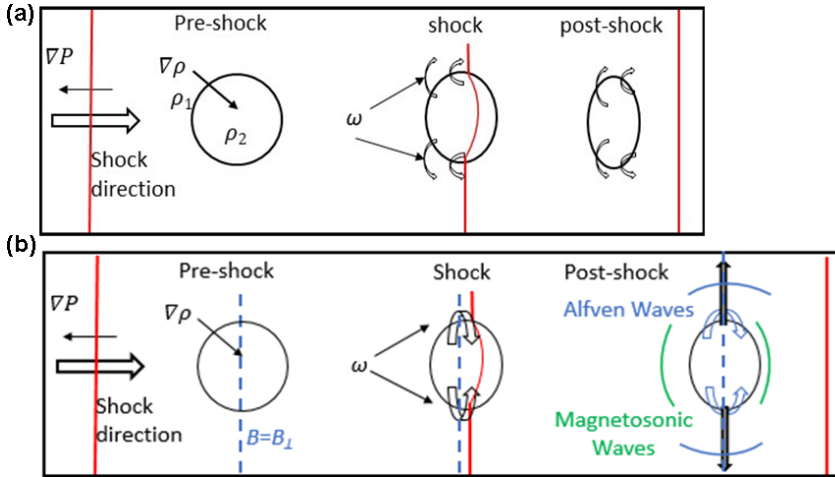 (a)
Pre-shock
shock
post-shock
∇P
∇ρ
ρ1
ρ2
ω
Shock
direction
(b)
Pre-shock
Shock
Post-shock
∇P
∇ρ
Alfven Waves
ω
Shock
direction
B=B⊥
Magnetosonic
Waves